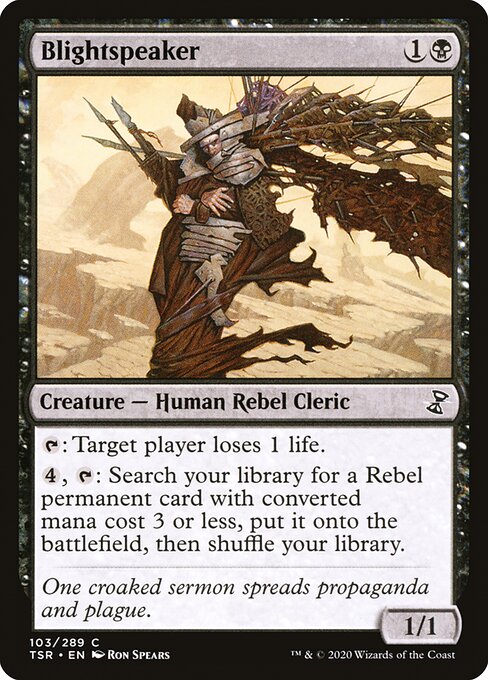 Blightspeaker 1
Creature — Human Rebel Cleric
: Target player loses 1 life.
4, : Search your library for a Rebel
permanent card with converted
mana cost 3 or less, put it onto the
battlefield, then shuffle your library.
One croaked sermon spreads propaganda
and plague.
1/1
103/289 C
TSR • EN Ron Spears
™ & © 2020 Wizards of the Coast